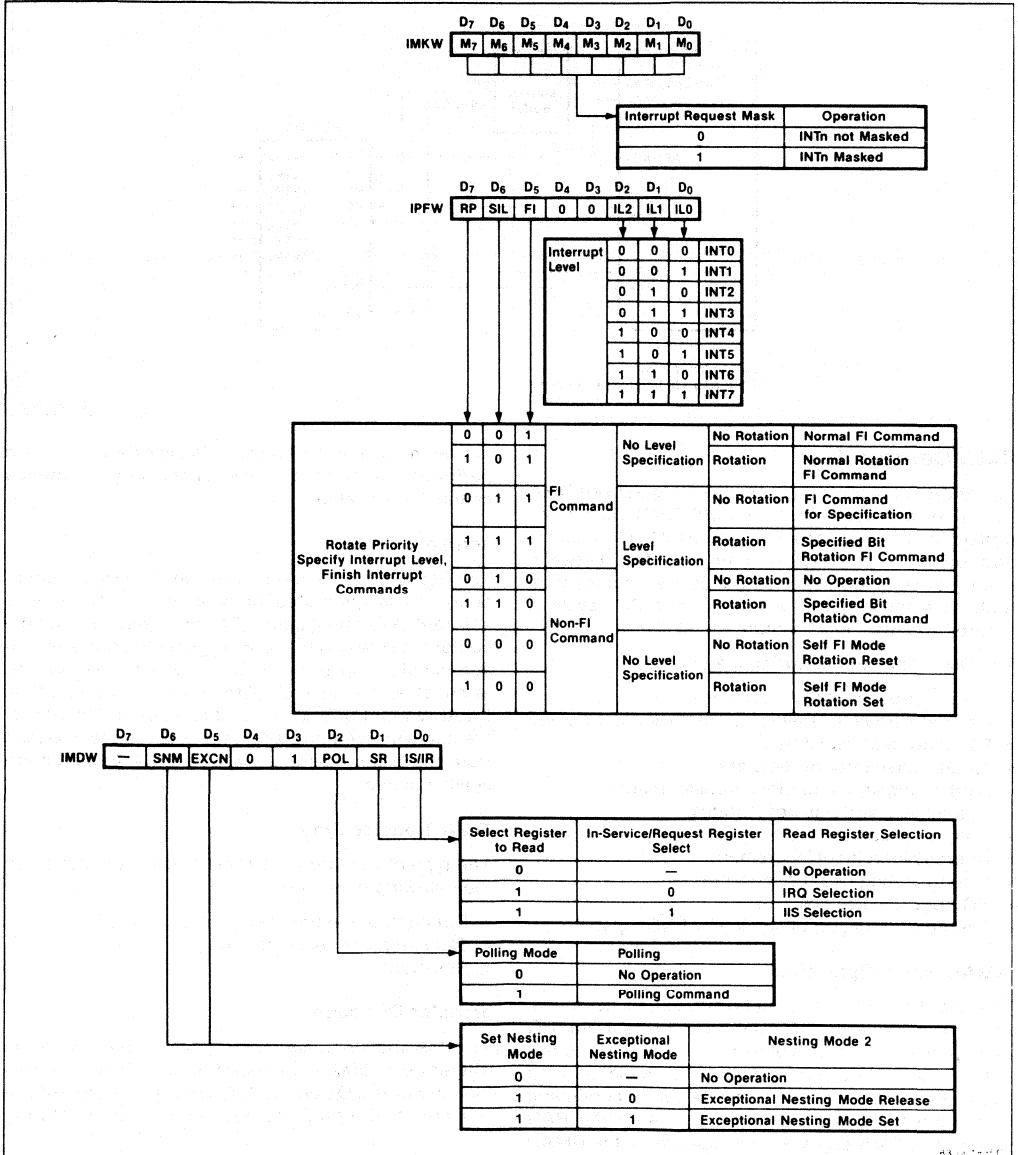 D7 D6 D5 D4 D3 D2 D1 D0
IMKW M7 M6 M5 M4 M3 M2 M1 M0
Interrupt Request Mask Operation
0 INTn not Masked
1 INTn Masked
D7 D6 D5 D4 D3 D2 D1 D0
IPFW RP SIL FI 0 0 IL2 IL1 IL0
Interrupt Level 0 0 0 INT0
0 0 1 INT1
0 1 0 INT2
0 1 1 INT3
1 0 0 INT4
1 0 1 INT5
1 1 0 INT6
1 1 1 INT7
Rotate Priority
Specify Interrupt Level,
Finish Interrupt
Commands
0 0 1 FI Command No Level Specification No Rotation Normal FI Command
1 0 1 Rotation Normal Rotation FI Command
0 1 1 Level Specification No Rotation FI Command for Specification
1 1 1 Rotation Specified Bit Rotation FI Command
0 1 0 Non-FI Command No Rotation No Operation
1 1 0 Rotation Specified Bit Rotation Command
0 0 0 No Level Specification No Rotation Self FI Mode Rotation Reset
1 0 0 Rotation Self FI Mode Rotation Set
D7 D6 D5 D4 D3 D2 D1 D0
IMDW — SNM EXCN 0 1 POL SR IS/IR
Select Register to Read In-Service/Request Register Select Read Register Selection
0 — No Operation
1 0 IRQ Selection
1 1 IIS Selection
Polling Mode Polling
0 No Operation
1 Polling Command
Set Nesting Mode Exceptional Nesting Mode Nesting Mode 2
0 — No Operation
1 0 Exceptional Nesting Mode Release
1 1 Exceptional Nesting Mode Set